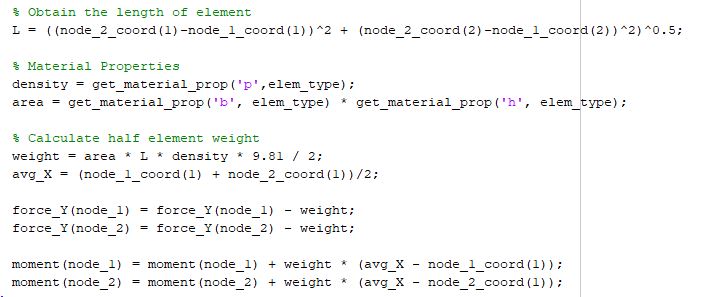 % Obtain the length of element
L = ((node_2_coord(1)-node_1_coord(1))^2 + (node_2_coord(2)-node_1_coord(2))^2)^0.5;
% Material Properties
density = get_material_prop('p',elem_type);
area = get_material_prop('b', elem_type) * get_material_prop('h', elem_type);
% Calculate half element weight
weight = area * L * density * 9.81 / 2;
avg_X = (node_1_coord(1) + node_2_coord(1))/2;
force_Y(node_1) = force_Y(node_1) - weight;
force_Y(node_2) = force_Y(node_2) - weight;
moment(node_1) = moment(node_1) + weight * (avg_X - node_1_coord(1));
moment(node_2) = moment(node_2) + weight * (avg_X - node_2_coord(1));